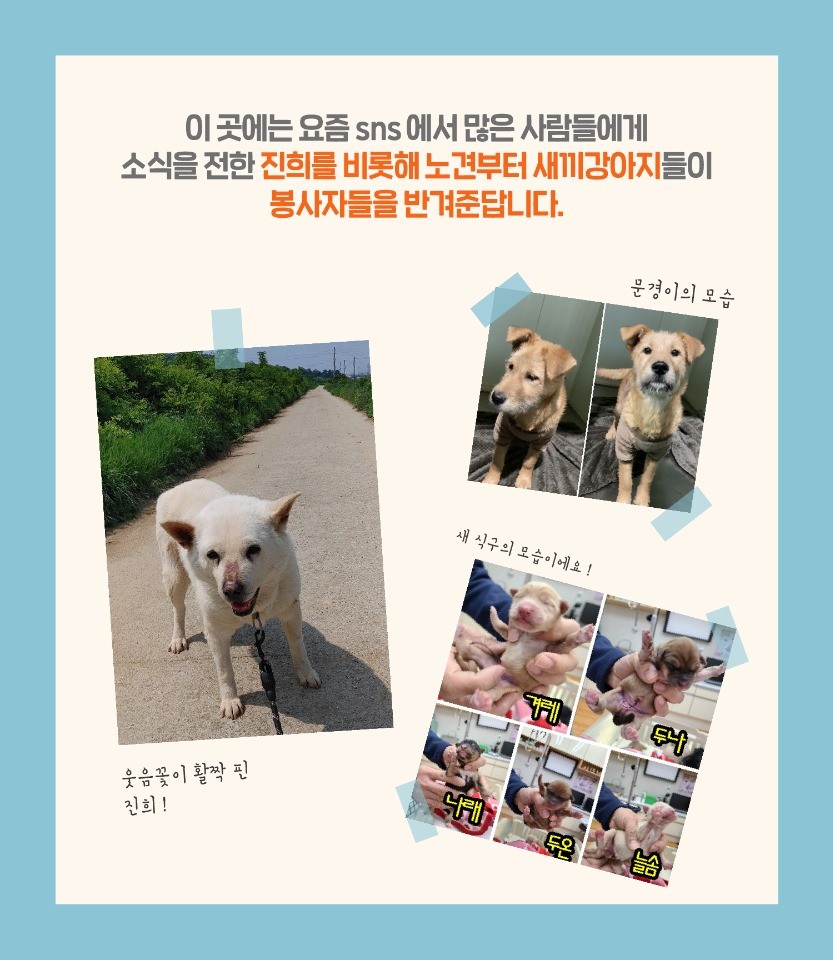 이 곳에는 요즘 sns에서 많은 사람들에게
소식을 전한 진희를 비롯해 노견부터 새끼강아지들이
봉사자들을 반겨준답니다.
문경이의 모습
새 식구의 모습이에요!
겨레
두나
나래
두온
늘솜
웃음꽃이 활짝 핀
진희!